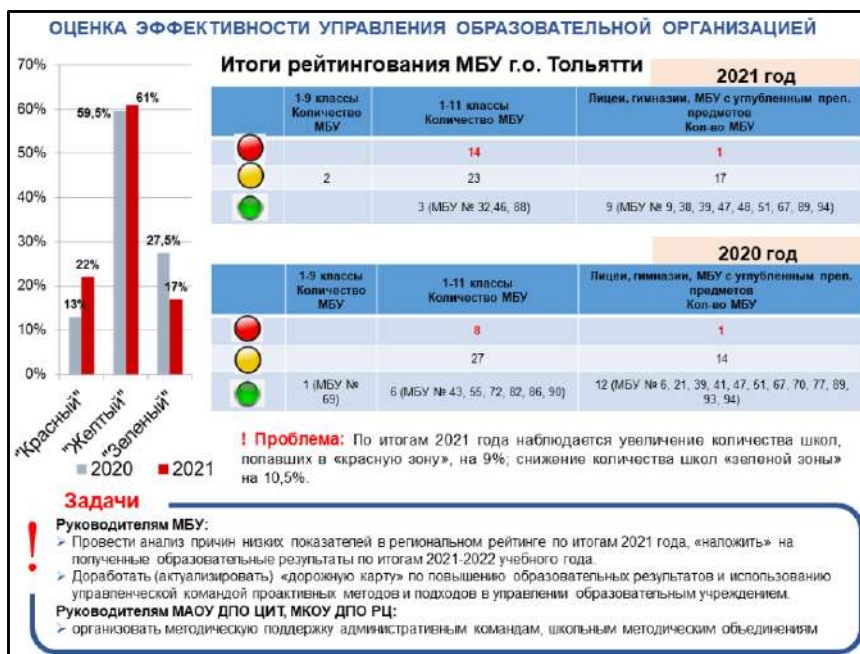 ОЦЕНКА ЭФФЕКТИВНОСТИ УПРАВЛЕНИЯ ОБРАЗОВАТЕЛЬНОЙ ОРГАНИЗАЦИЕЙ
70%
60%
50%
40%
30%
20%
10%
0%
59,5%
61%
27,5%
22%
17%
13%
"Красный"
"Желтый"
"Зеленый"
2020
2021
Итоги рейтингования МБУ г.о. Тольятти
2021 год
1-9 классы
Количество
МБУ
1-11 классы
Количество МБУ
Лицеи, гимназии, МБУ с углубленным преп.
предметов
Кол-во МБУ
14
1
2
23
17
3 (МБУ № 32,46, 88)
9 (МБУ № 9, 38, 39, 47, 48, 51, 67, 89, 94)
2020 год
1-9 классы
Количество
МБУ
1-11 классы
Количество МБУ
Лицеи, гимназии, МБУ с углубленным преп.
предметов
Кол-во МБУ
8
1
27
14
1 (МБУ №
69)
6 (МБУ № 43, 55, 72, 82, 86, 90)
12 (МБУ № 6, 21, 39, 41, 47, 51, 67, 70, 77, 89,
93, 94)
! Проблема: По итогам 2021 года наблюдается увеличение количества школ,
попавших в «красную зону», на 9%; снижение количества школ «зеленой зоны»
на 10,5%.
Задачи
!
Руководителям МБУ:
Провести анализ причин низких показателей в региональном рейтинге по итогам 2021 года, «наложить» на
полученные образовательные результаты по итогам 2021-2022 учебного года.
Доработать (актуализировать) «дорожную карту» по повышению образовательных результатов и использованию
управленческой командой проактивных методов и подходов в управлении образовательным учреждением.
Руководителям МАОУ ДПО ЦИТ, МКОУ ДПО РЦ:
организовать методическую поддержку административным командам, школьным методическим объединениям